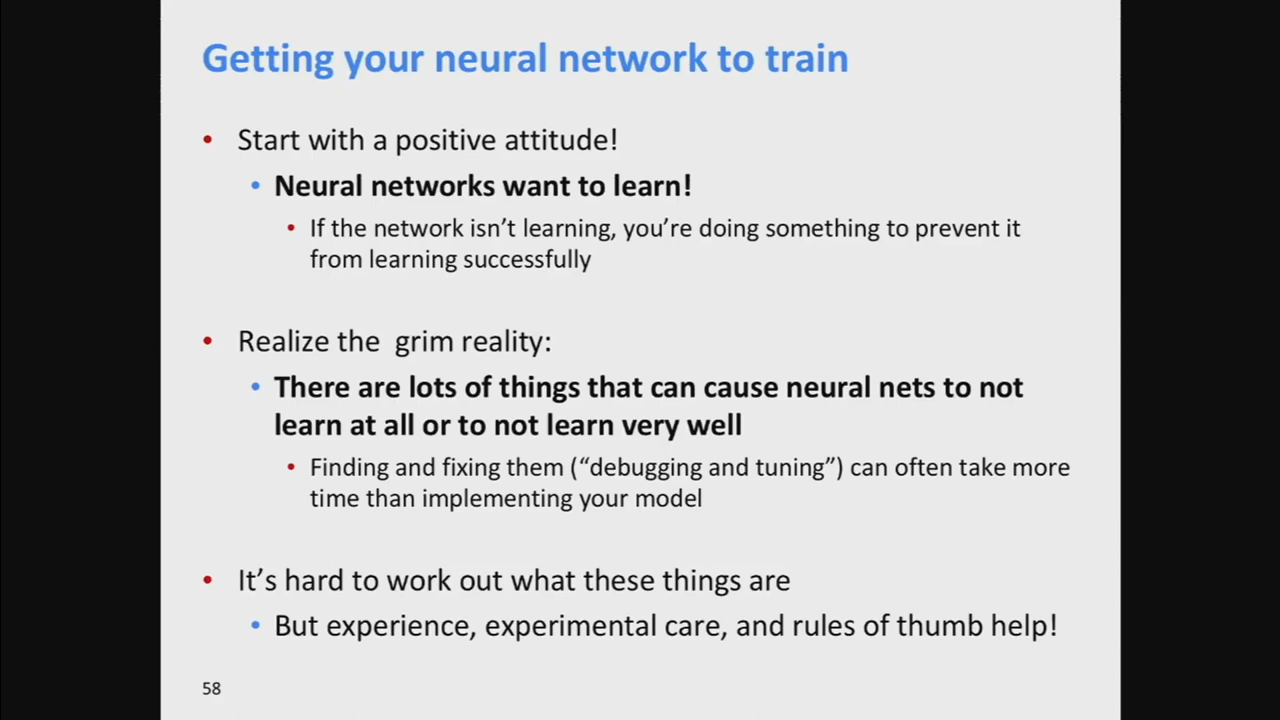 Getting your neural network to train
• Start with a positive attitude!
• Neural networks want to learn!
• If the network isn’t learning, you’re doing something to prevent it
from learning successfully
• Realize the  grim reality:
• There are lots of things that can cause neural nets to not
learn at all or to not learn very well
• Finding and fixing them (“debugging and tuning”) can often take more
time than implementing your model
• It’s hard to work out what these things are
• But experience, experimental care, and rules of thumb help!
58